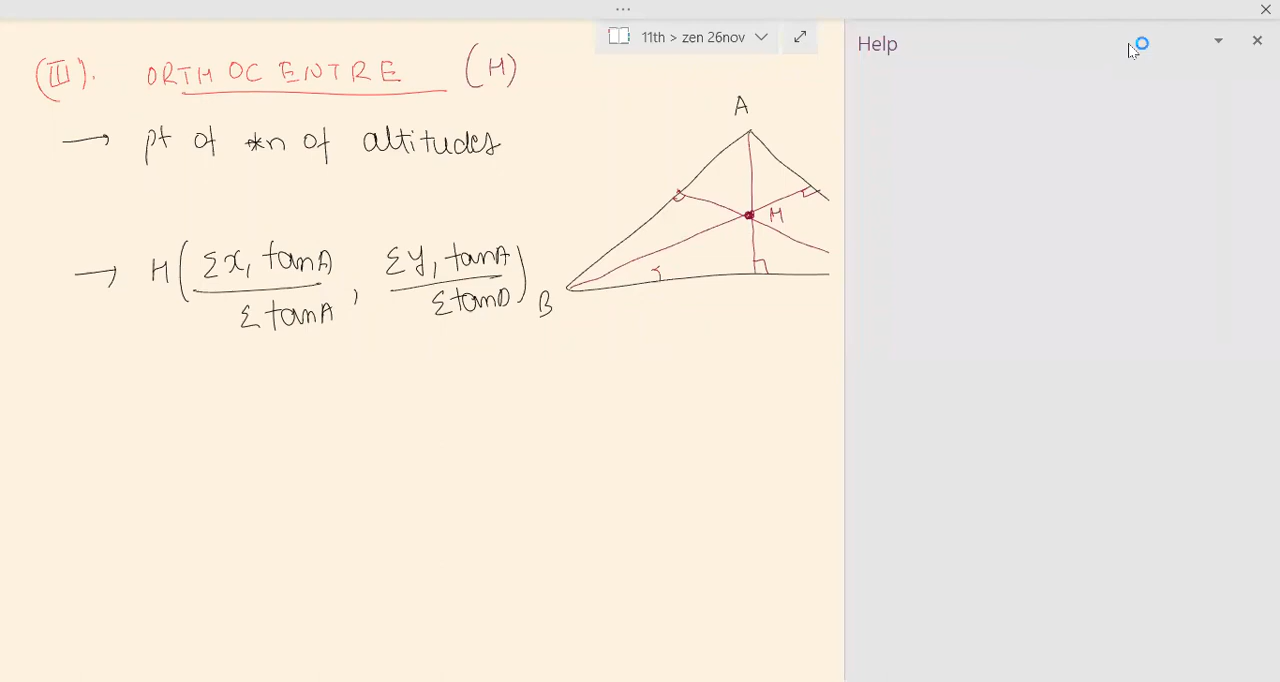 11th > zen 26nov
Help
(III). ORTHOCENTRE (H)
→ pt of *n of altitudes
A
H
B
→ H( Σx₁ tanA / ΣtanA , Σy₁ tanA / ΣtanA )